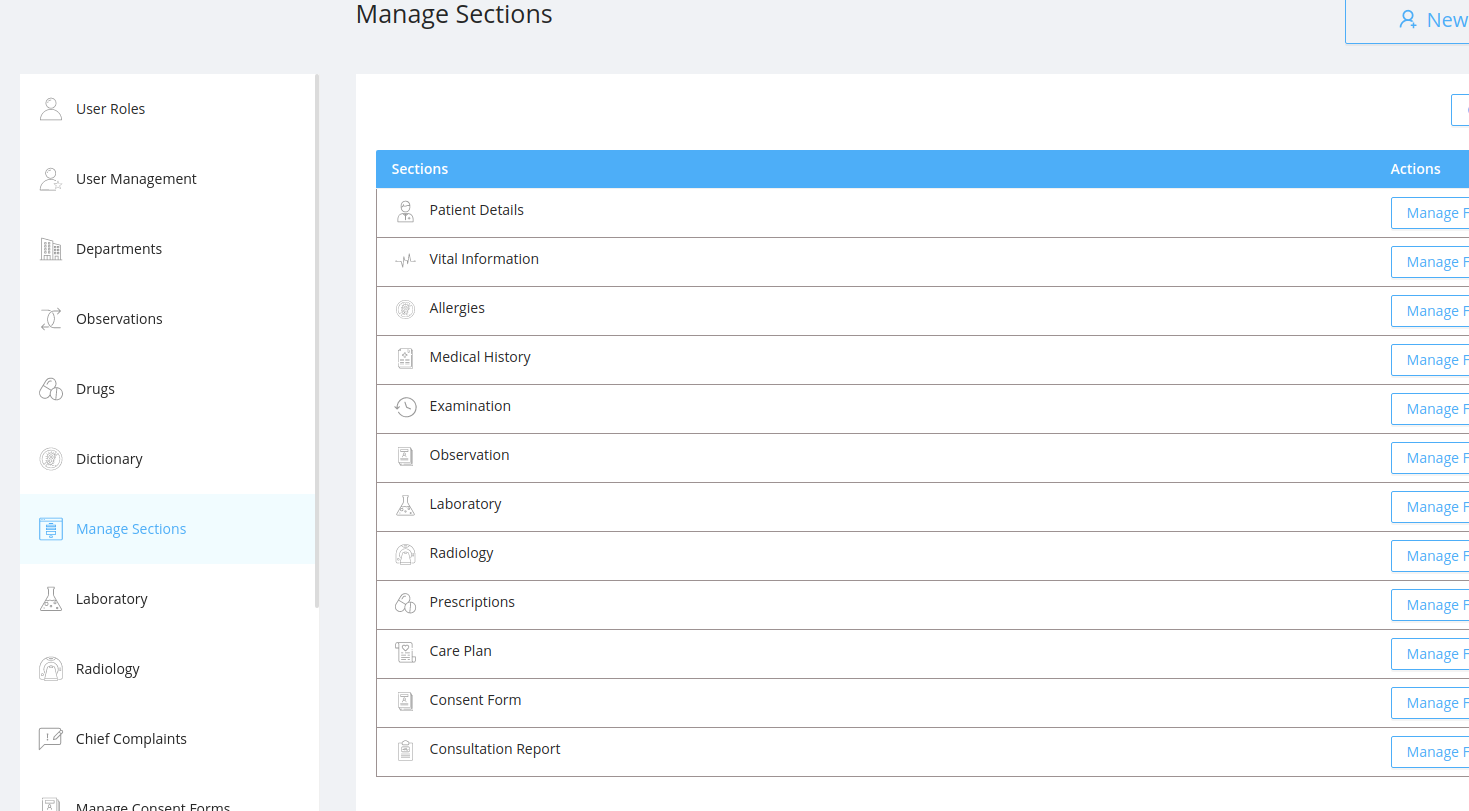 Manage Sections
New
User Roles
User Management
Departments
Observations
Drugs
Dictionary
Manage Sections
Laboratory
Radiology
Chief Complaints
Manage Consent Forms
Sections Actions
Patient Details Manage F
Vital Information Manage F
Allergies Manage F
Medical History Manage F
Examination Manage F
Observation Manage F
Laboratory Manage F
Radiology Manage F
Prescriptions Manage F
Care Plan Manage F
Consent Form Manage F
Consultation Report Manage F